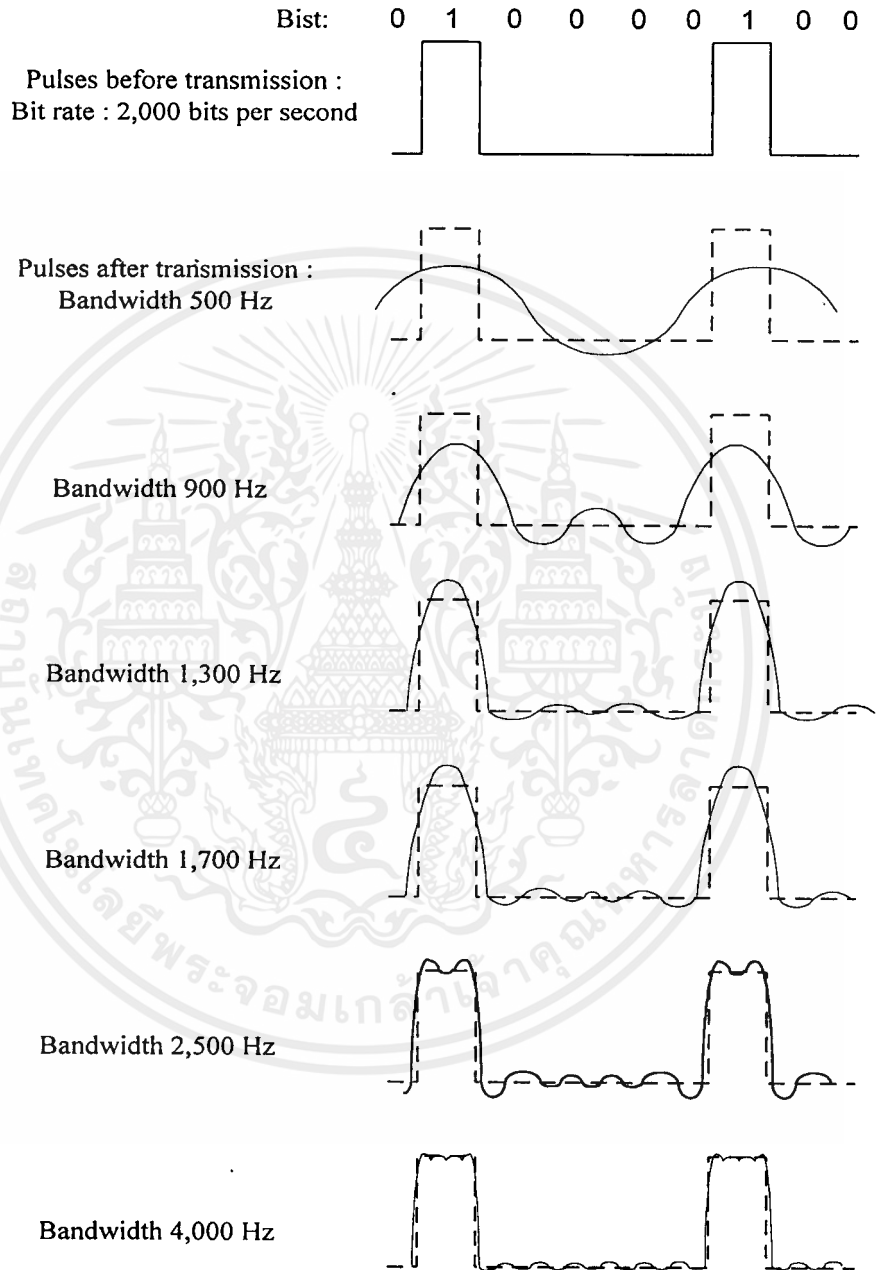 Bist: 0 1 0 0 0 0 1 0 0
Pulses before transmission :
Bit rate : 2,000 bits per second
Pulses after transmission :
Bandwidth 500 Hz
Bandwidth 900 Hz
Bandwidth 1,300 Hz
Bandwidth 1,700 Hz
Bandwidth 2,500 Hz
Bandwidth 4,000 Hz